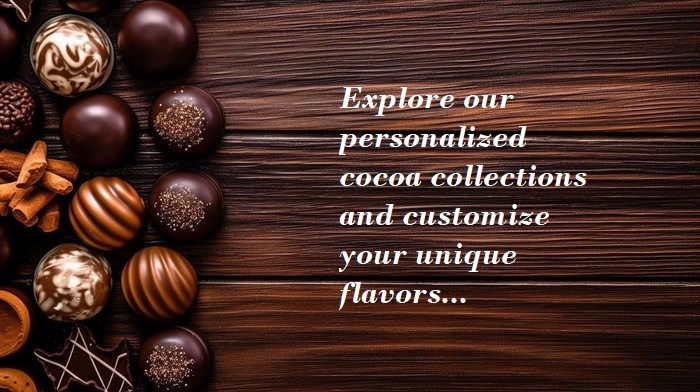 Explore our
personalized
cocoa collections
and customize
your unique
flavors...